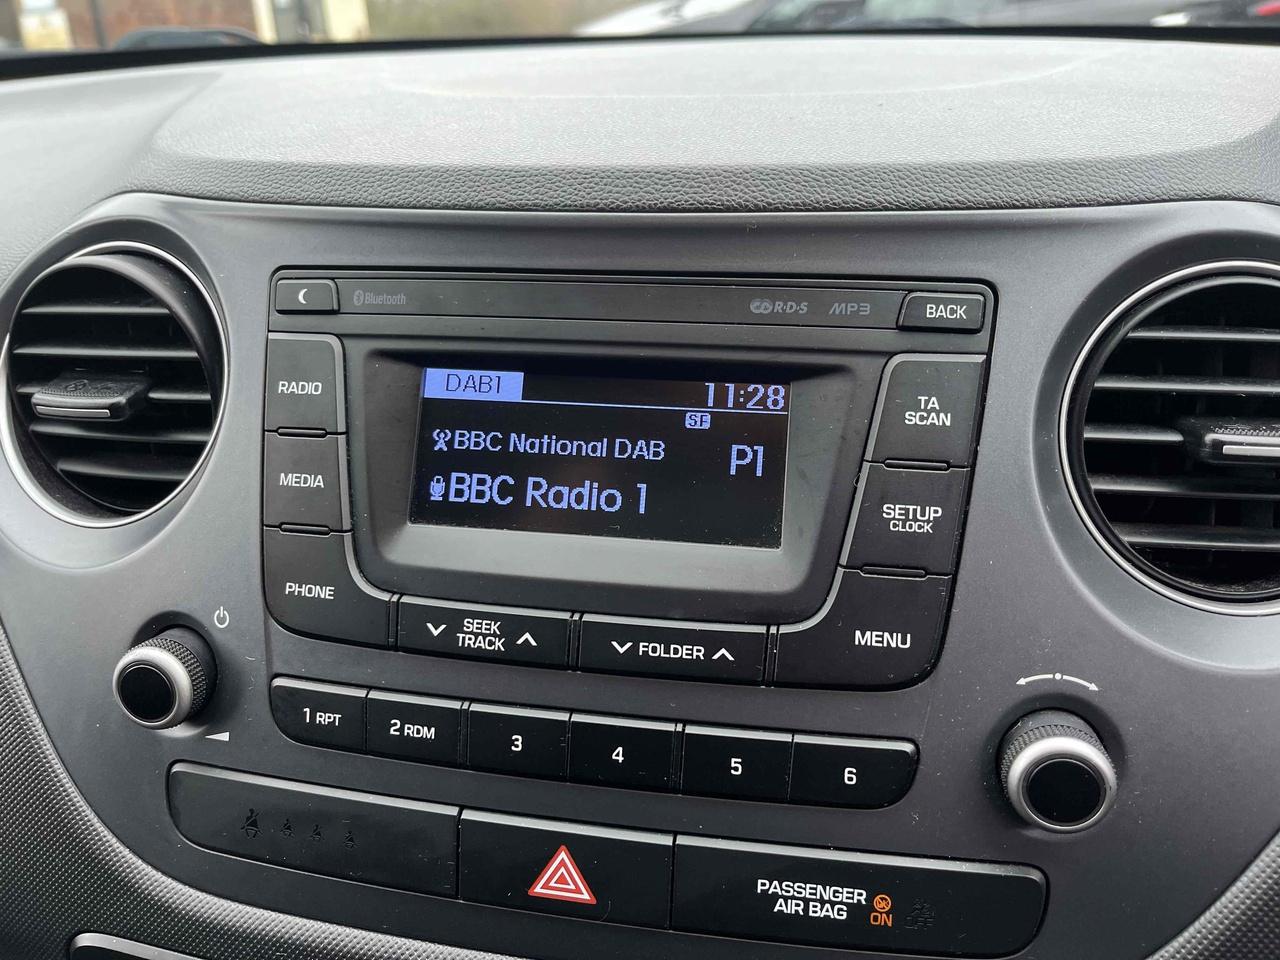 Bluetooth
R·D·S
MP3
BACK
RADIO
MEDIA
PHONE
DAB1
11:28
SF
BBC National DAB
P1
BBC Radio 1
TA
SCAN
SETUP
CLOCK
MENU
SEEK
TRACK
FOLDER
1 RPT
2 RDM
3
4
5
6
PASSENGER
AIR BAG
ON
OFF